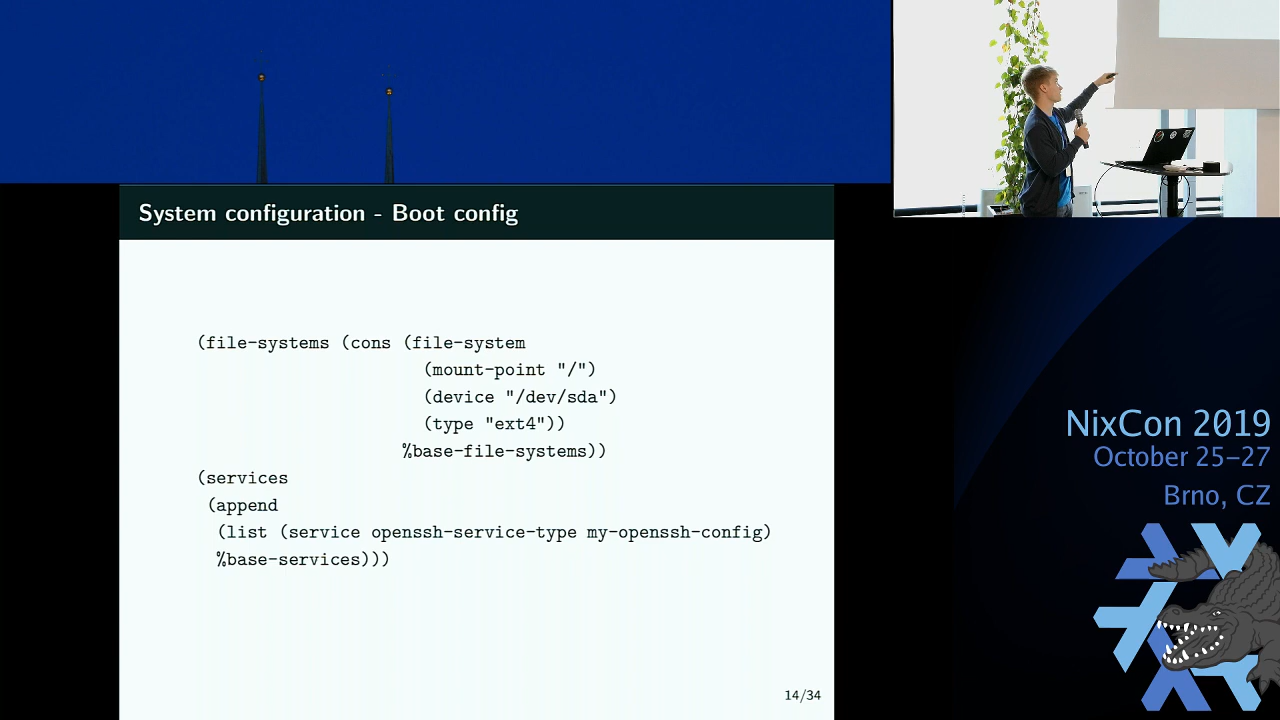 System configuration - Boot config
(file-systems (cons (file-system
(mount-point "/")
(device "/dev/sda")
(type "ext4"))
%base-file-systems))
(services
(append
(list (service openssh-service-type my-openssh-config)
%base-services)))
14/34
NixCon 2019
October 25–27
Brno, CZ